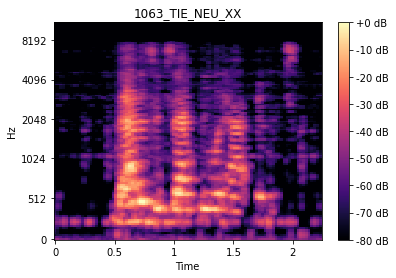 1063_TIE_NEU_XX
+0 dB
8192
-10 dB
4096
-20 dB
-30 dB
2048
Hz
-40 dB
1024
-50 dB
512
-60 dB
-70 dB
0
-80 dB
0 0.5 1 1.5 2
Time